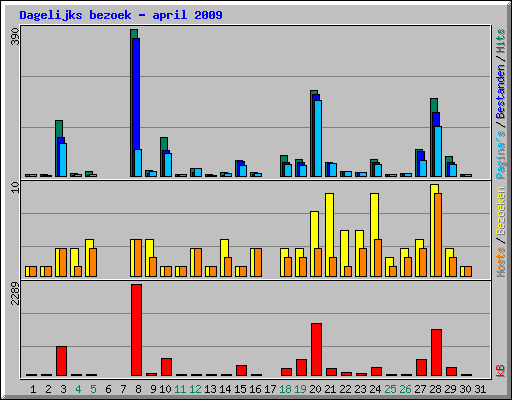 Dagelijks bezoek - april 2009
390
10
2289
Pagina's / Bestanden / Hits
Hosts / Bezoeken
kB
1 2 3 4 5 6 7 8 9 10 11 12 13 14 15 16 17 18 19 20 21 22 23 24 25 26 27 28 29 30 31